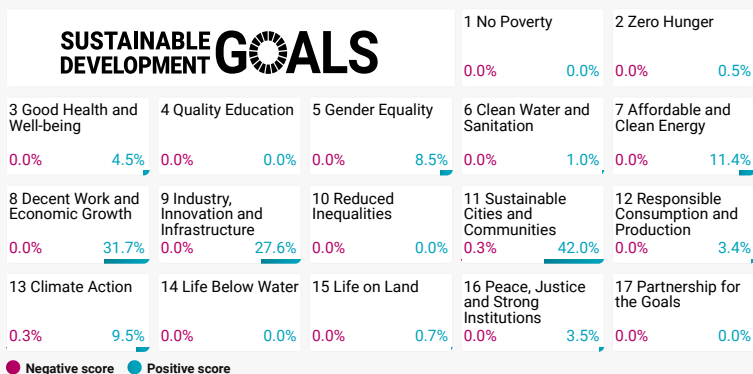 SUSTAINABLE
DEVELOPMENT
GOALS
1 No Poverty
0.0% 0.0%
2 Zero Hunger
0.0% 0.5%
3 Good Health and
Well-being
0.0% 4.5%
4 Quality Education
0.0% 0.0%
5 Gender Equality
0.0% 8.5%
6 Clean Water and
Sanitation
0.0% 1.0%
7 Affordable and
Clean Energy
0.0% 11.4%
8 Decent Work and
Economic Growth
0.0% 31.7%
9 Industry,
Innovation and
Infrastructure
0.0% 27.6%
10 Reduced
Inequalities
0.0% 0.0%
11 Sustainable
Cities and
Communities
0.3% 42.0%
12 Responsible
Consumption and
Production
0.0% 3.4%
13 Climate Action
0.3% 9.5%
14 Life Below Water
0.0% 0.0%
15 Life on Land
0.0% 0.7%
16 Peace, Justice
and Strong
Institutions
0.0% 3.5%
17 Partnership for
the Goals
0.0% 0.0%
Negative score Positive score